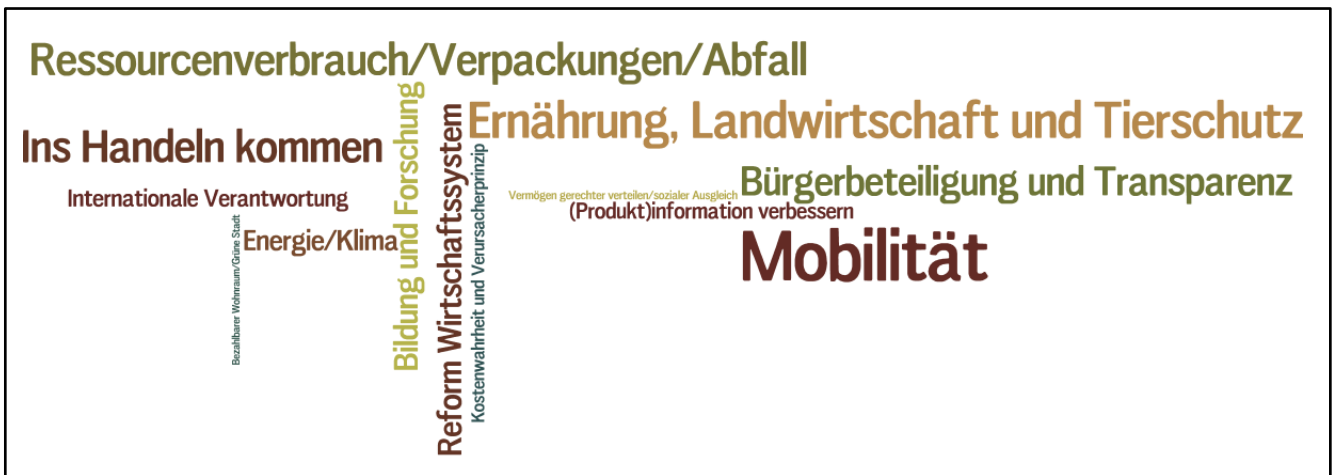 Ressourcenverbrauch/Verpackungen/Abfall
Ernährung, Landwirtschaft und Tierschutz
Ins Handeln kommen
Internationale Verantwortung
Vermögen gerechter verteilen/sozialer Ausgleich
Bürgerbeteiligung und Transparenz
(Produkt)information verbessern
Energie/Klima
Mobilität
Bezahlbarer Wohnraum/Grüne Stadt
Bildung und Forschung
Reform Wirtschaftssystem
Kostenwahrheit und Verursacherprinzip